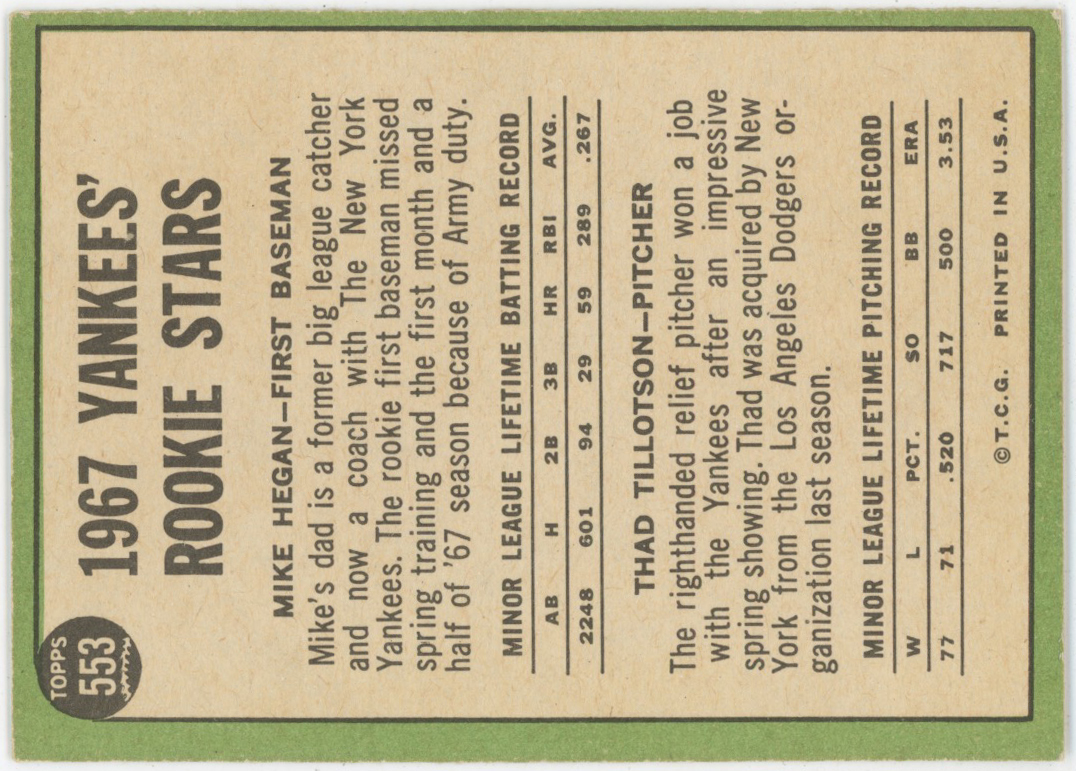 TOPPS
553
1967 YANKEES'
ROOKIE STARS
MIKE HEGAN—FIRST BASEMAN
Mike's dad is a former big league catcher
and now a coach with The New York
Yankees. The rookie first baseman missed
spring training and the first month and a
half of '67 season because of Army duty.
MINOR LEAGUE LIFETIME BATTING RECORD
AB H 2B 3B HR RBI AVG.
2248 601 94 29 59 289 .267
THAD TILLOTSON—PITCHER
The righthanded relief pitcher won a job
with the Yankees after an impressive
spring showing. Thad was acquired by New
York from the Los Angeles Dodgers or-
ganization last season.
MINOR LEAGUE LIFETIME PITCHING RECORD
W L PCT. SO BB ERA
77 71 .520 717 500 3.53
©T.C.G. PRINTED IN U.S.A.